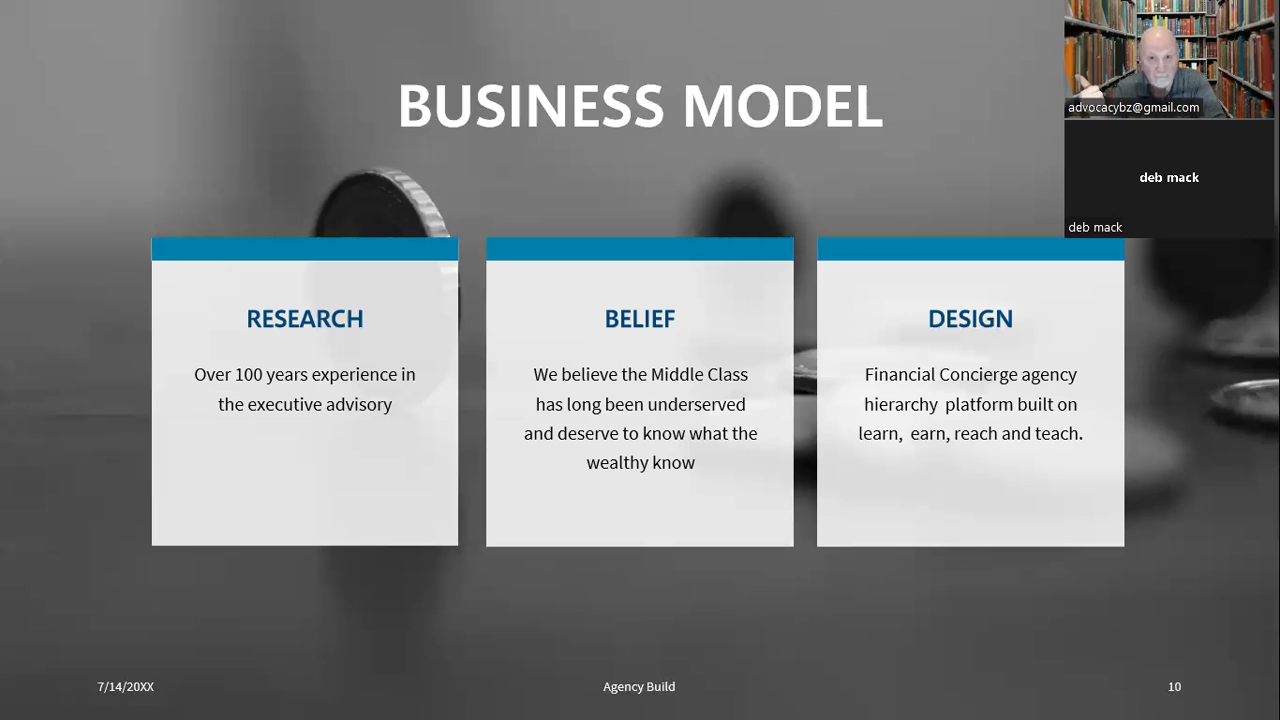 BUSINESS MODEL
advocacybz@gmail.com
deb mack
deb mack
RESEARCH
Over 100 years experience in
the executive advisory
BELIEF
We believe the Middle Class
has long been underserved
and deserve to know what the
wealthy know
DESIGN
Financial Concierge agency
hierarchy  platform built on
learn,  earn, reach and teach.
7/14/20XX
Agency Build
10